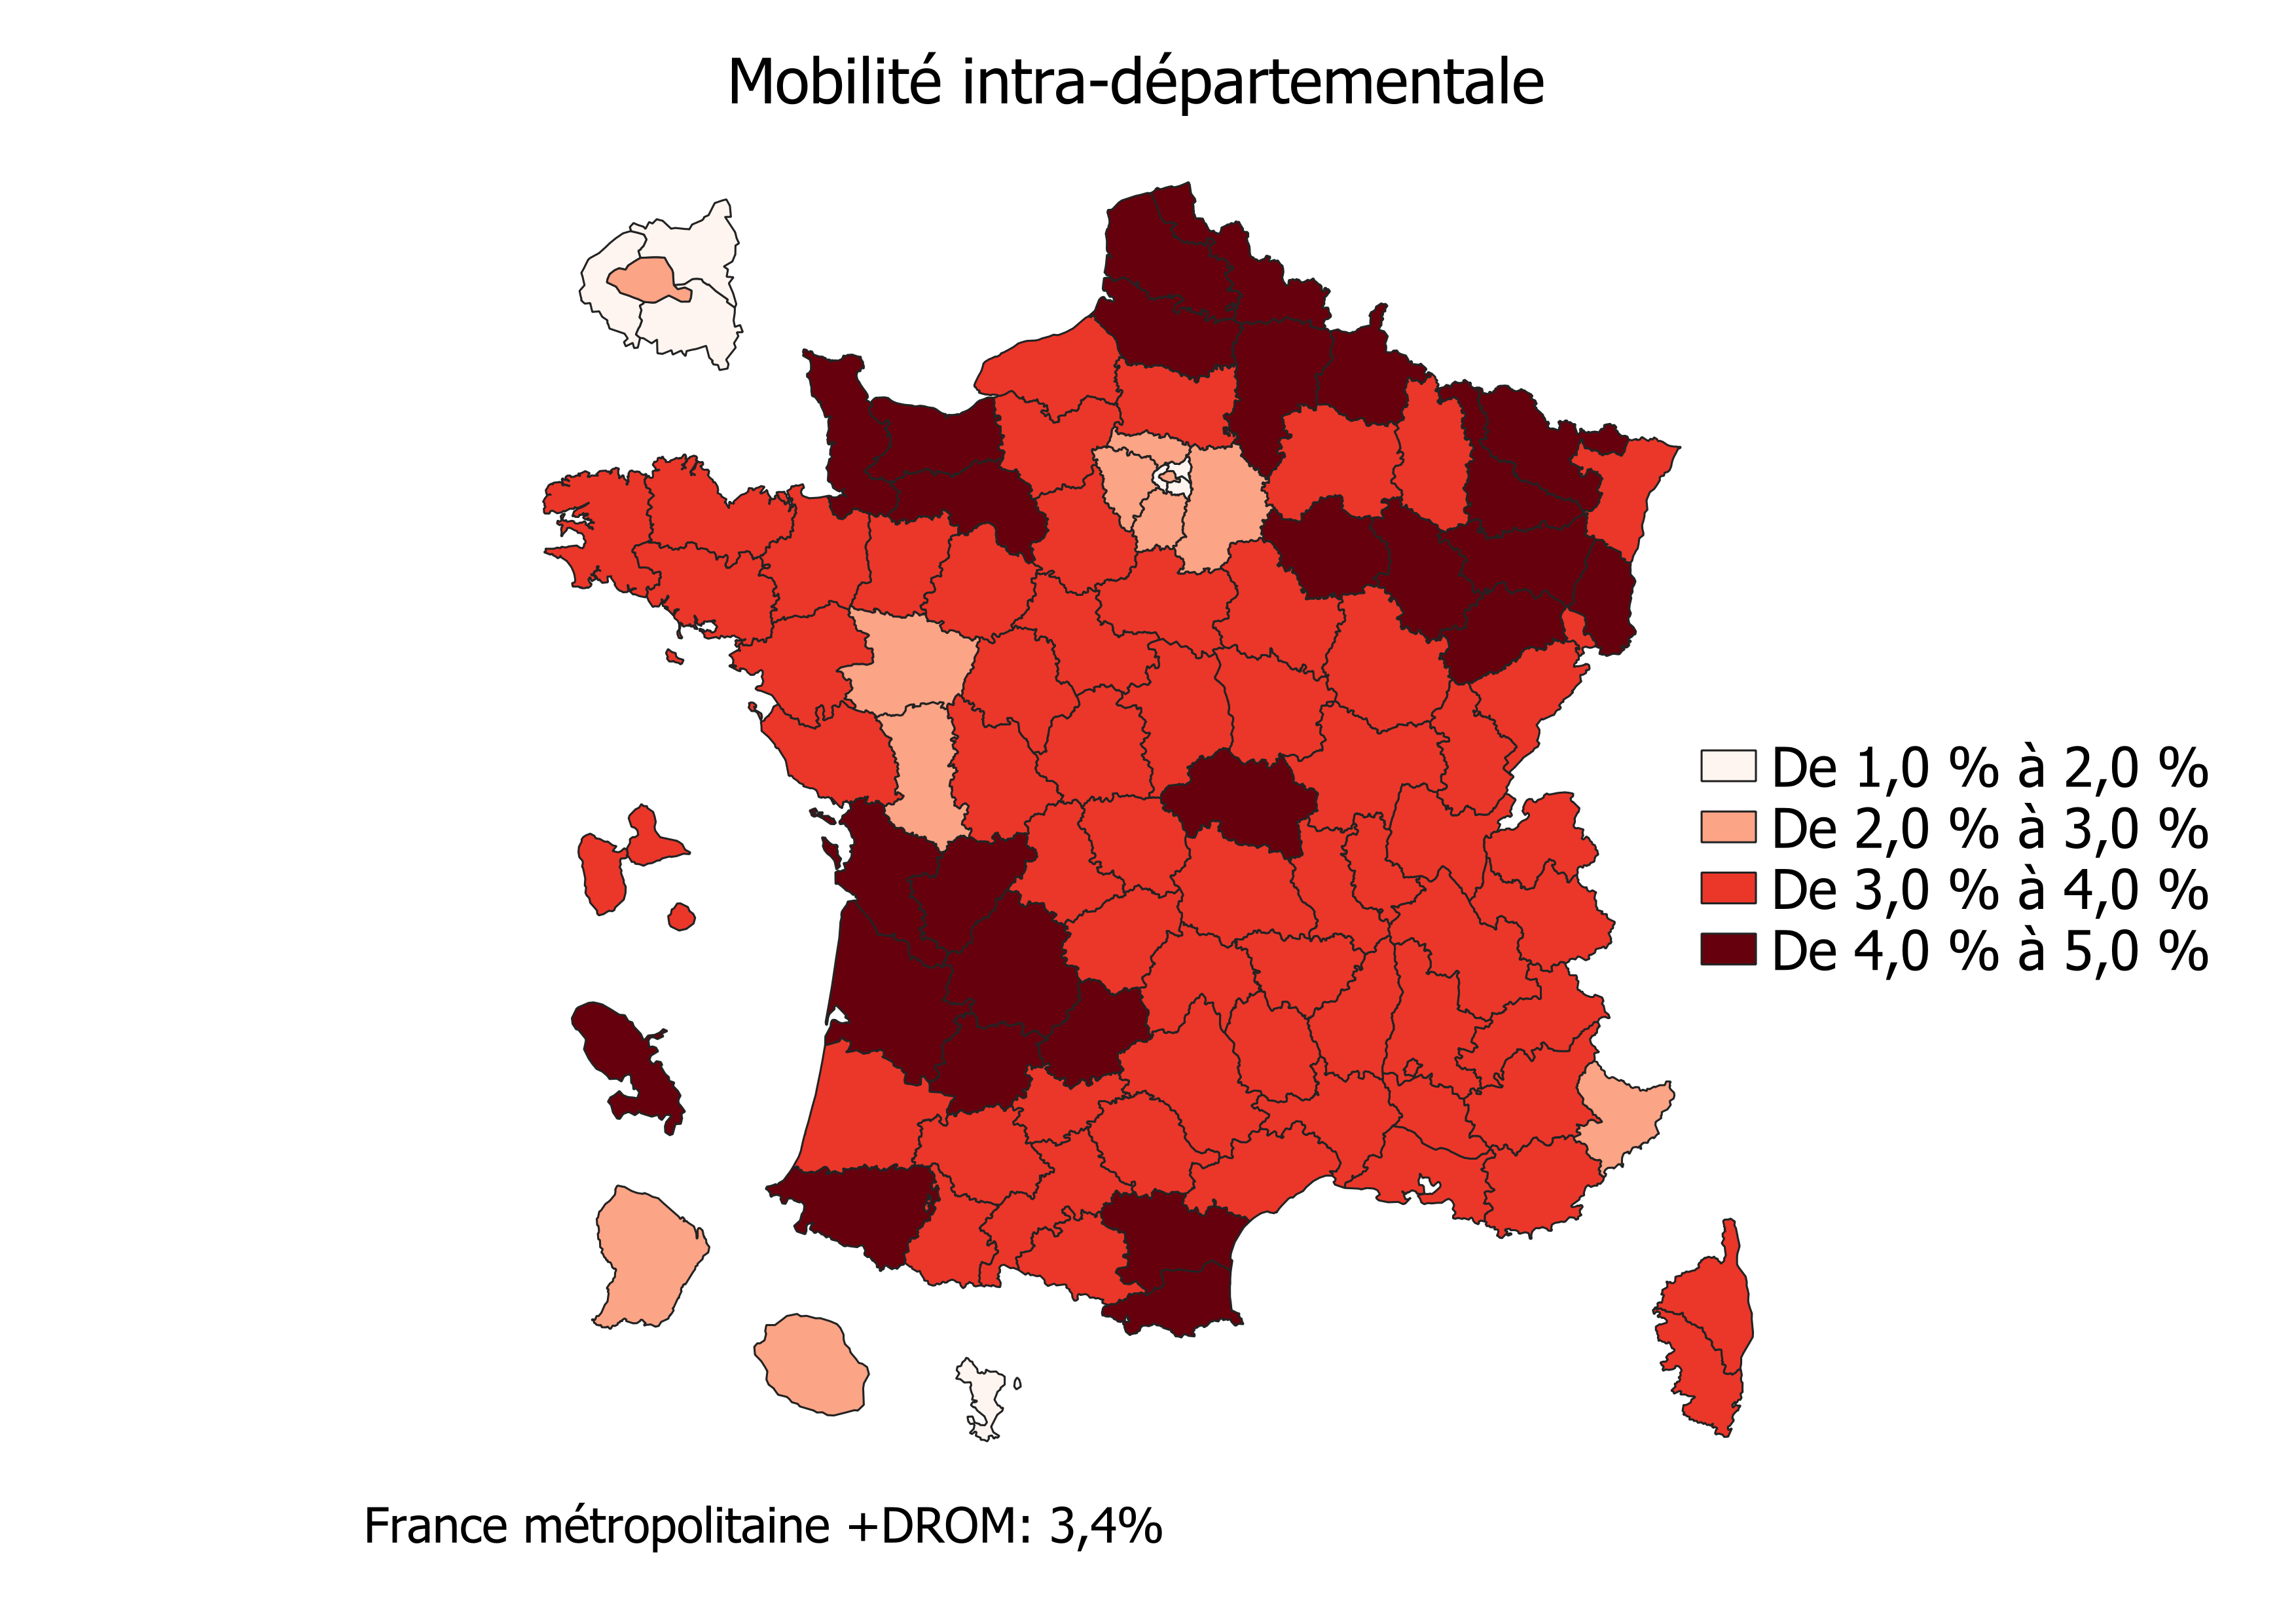 Mobilité intra-départementale
De 1,0 % à 2,0 %
De 2,0 % à 3,0 %
De 3,0 % à 4,0 %
De 4,0 % à 5,0 %
France métropolitaine +DROM: 3,4%